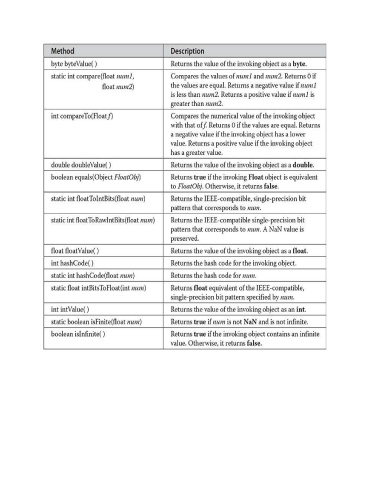 Method Description
byte byteValue( ) Returns the value of the invoking object as a byte.
static int compare(float num1, Compares the values of num1 and num2. Returns 0 if
float num2) the values are equal. Returns a negative value if num1
is less than num2. Returns a positive value if num1 is
greater than num2.
int compareTo(Float f) Compares the numerical value of the invoking object
with that of f. Returns 0 if the values are equal. Returns
a negative value if the invoking object has a lower
value. Returns a positive value if the invoking object
has a greater value.
double doubleValue( ) Returns the value of the invoking object as a double.
boolean equals(Object FloatObj) Returns true if the invoking Float object is equivalent
to FloatObj. Otherwise, it returns false.
static int floatToIntBits(float num) Returns the IEEE-compatible, single-precision bit
pattern that corresponds to num.
static int floatToRawIntBits(float num) Returns the IEEE-compatible single-precision bit
pattern that corresponds to num. A NaN value is
preserved.
float floatValue( ) Returns the value of the invoking object as a float.
int hashCode( ) Returns the hash code for the invoking object.
static int hashCode(float num) Returns the hash code for num.
static float intBitsToFloat(int num) Returns float equivalent of the IEEE-compatible,
single-precision bit pattern specified by num.
int intValue( ) Returns the value of the invoking object as an int.
static boolean isFinite(float num) Returns true if num is not NaN and is not infinite.
boolean isInfinite( ) Returns true if the invoking object contains an infinite
value. Otherwise, it returns false.